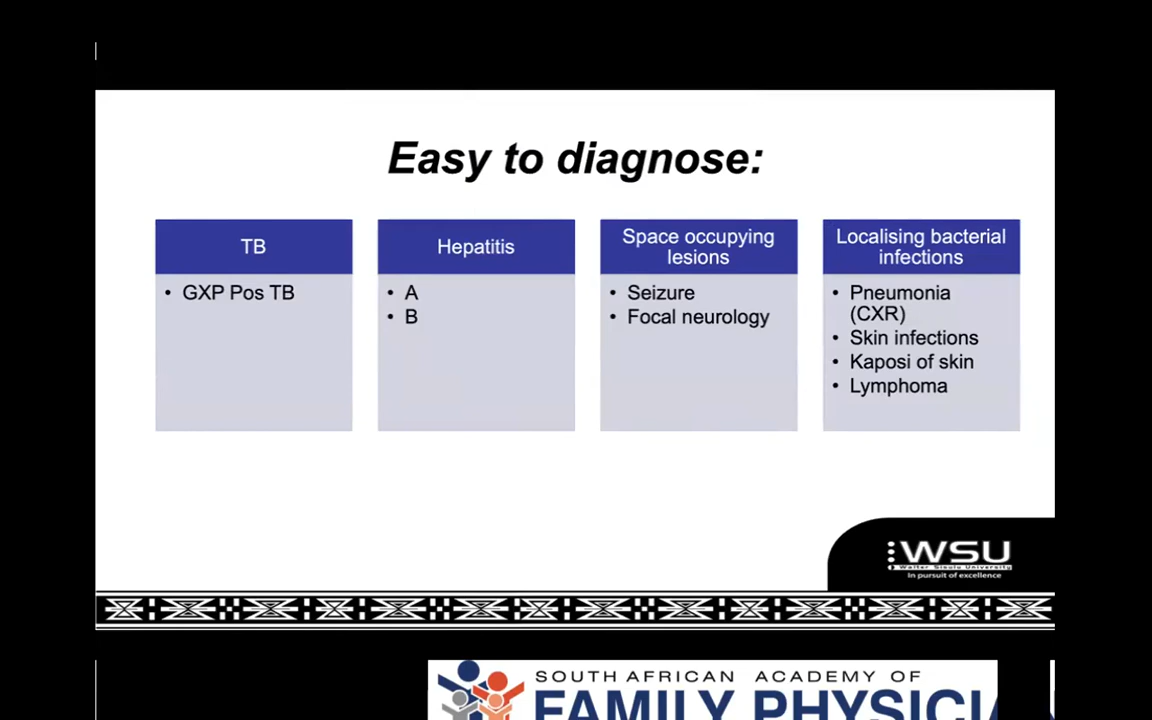 Easy to diagnose:
TB
• GXP Pos TB
Hepatitis
• A
• B
Space occupying
lesions
• Seizure
• Focal neurology
Localising bacterial
infections
• Pneumonia
(CXR)
• Skin infections
• Kaposi of skin
• Lymphoma
WSU
Walter Sisulu University
In pursuit of excellence
SOUTH AFRICAN ACADEMY OF
FAMILY